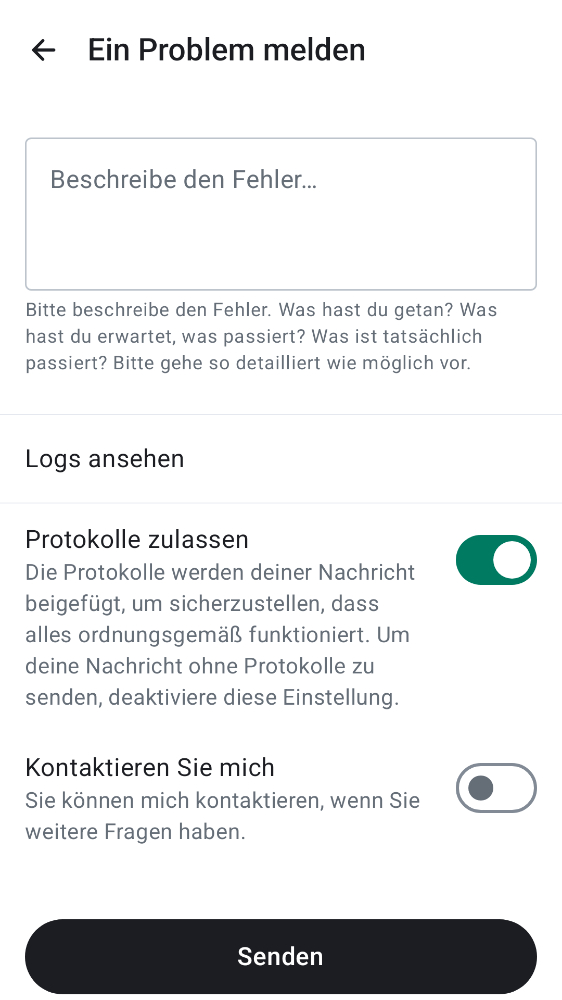 Ein Problem melden
Beschreibe den Fehler…
Bitte beschreibe den Fehler. Was hast du getan? Was
hast du erwartet, was passiert? Was ist tatsächlich
passiert? Bitte gehe so detailliert wie möglich vor.
Logs ansehen
Protokolle zulassen
Die Protokolle werden deiner Nachricht
beigefügt, um sicherzustellen, dass
alles ordnungsgemäß funktioniert. Um
deine Nachricht ohne Protokolle zu
senden, deaktiviere diese Einstellung.
Kontaktieren Sie mich
Sie können mich kontaktieren, wenn Sie
weitere Fragen haben.
Senden